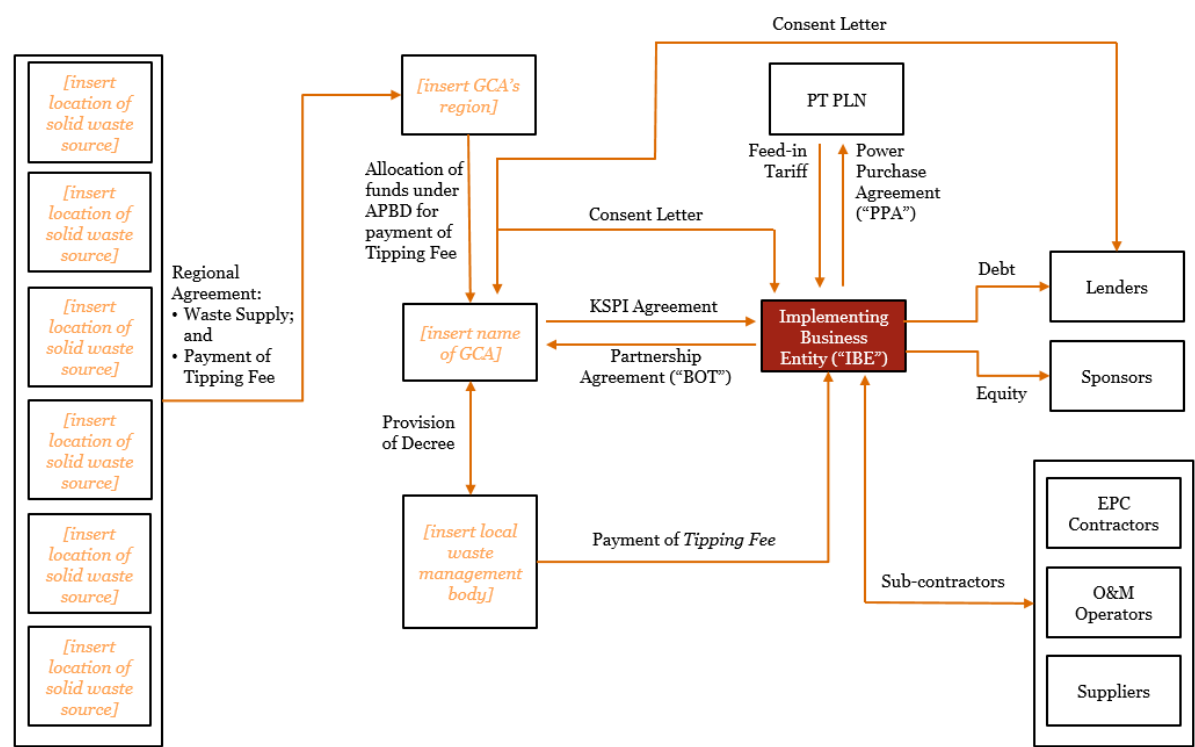 [insert
location of
solid waste
source]
[insert
location of
solid waste
source]
[insert
location of
solid waste
source]
[insert
location of
solid waste
source]
[insert
location of
solid waste
source]
[insert
location of
solid waste
source]
Regional
Agreement:
• Waste Supply;
and
• Payment of
Tipping Fee
[insert GCA's
region]
Allocation of
funds under
APBD for
payment of
Tipping Fee
[insert name
of GCA]
Provision
of Decree
[insert local
waste
management
body]
Consent Letter
Consent Letter
KSPI Agreement
Partnership
Agreement ("BOT")
Payment of Tipping Fee
PT PLN
Feed-in
Tariff
Power
Purchase
Agreement
("PPA")
Implementing
Business
Entity ("IBE")
Debt
Equity
Lenders
Sponsors
Sub-contractors
EPC
Contractors
O&M
Operators
Suppliers